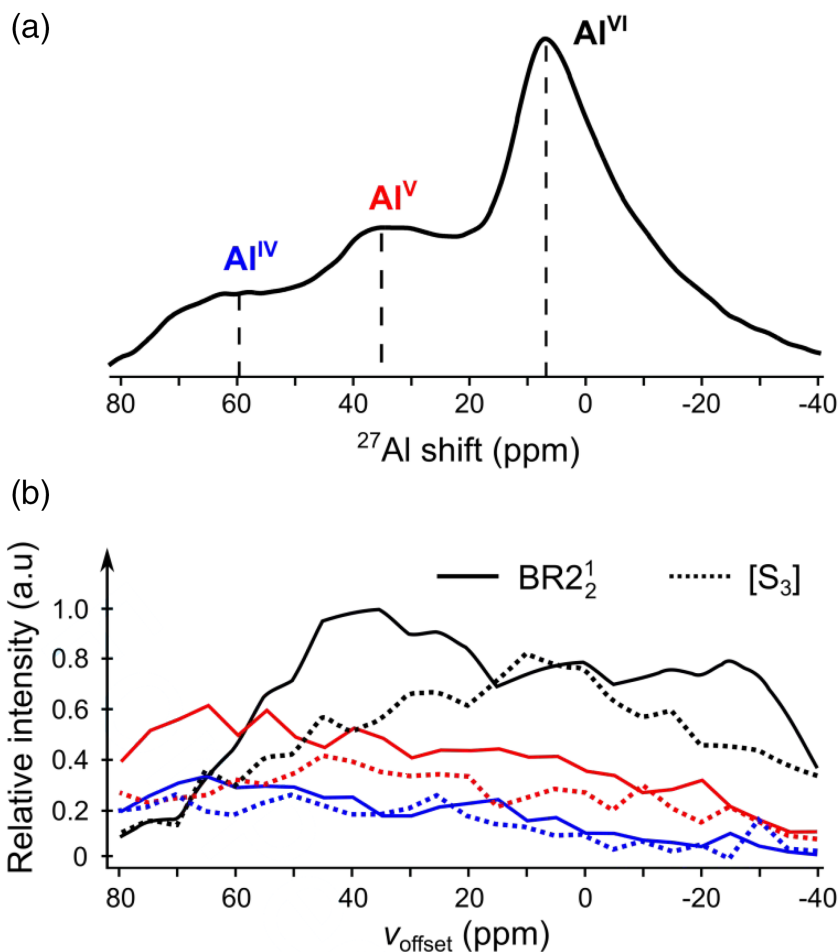 (a)
Al^VI
Al^V
Al^IV
80 60 40 20 0 -20 -40
²⁷Al shift (ppm)
(b)
BR2₂¹ [S₃]
Relative intensity (a.u)
1.0
0.8
0.6
0.4
0.2
0
80 60 40 20 0 -20 -40
ν_offset (ppm)